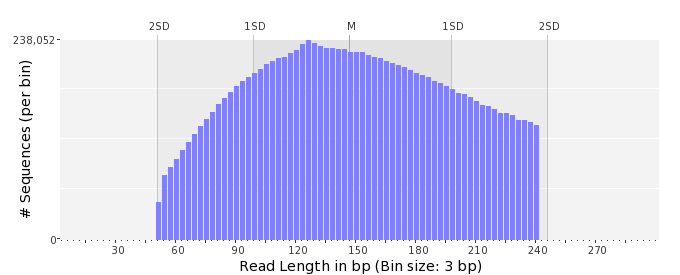 2SD 1SD M 1SD 2SD
238,052
# Sequences (per bin)
0
30 60 90 120 150 180 210 240 270
Read Length in bp (Bin size: 3 bp)